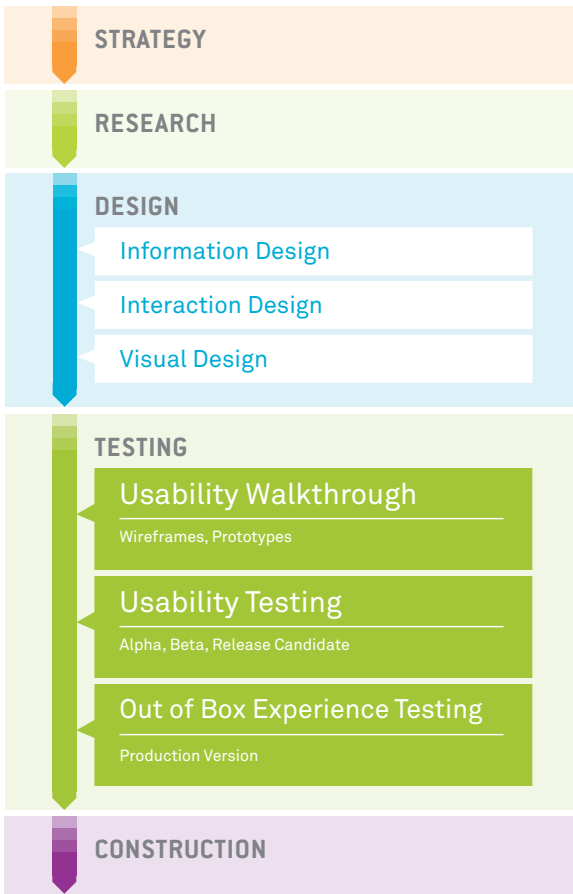 STRATEGY
RESEARCH
DESIGN
Information Design
Interaction Design
Visual Design
TESTING
Usability Walkthrough
Wireframes, Prototypes
Usability Testing
Alpha, Beta, Release Candidate
Out of Box Experience Testing
Production Version
CONSTRUCTION